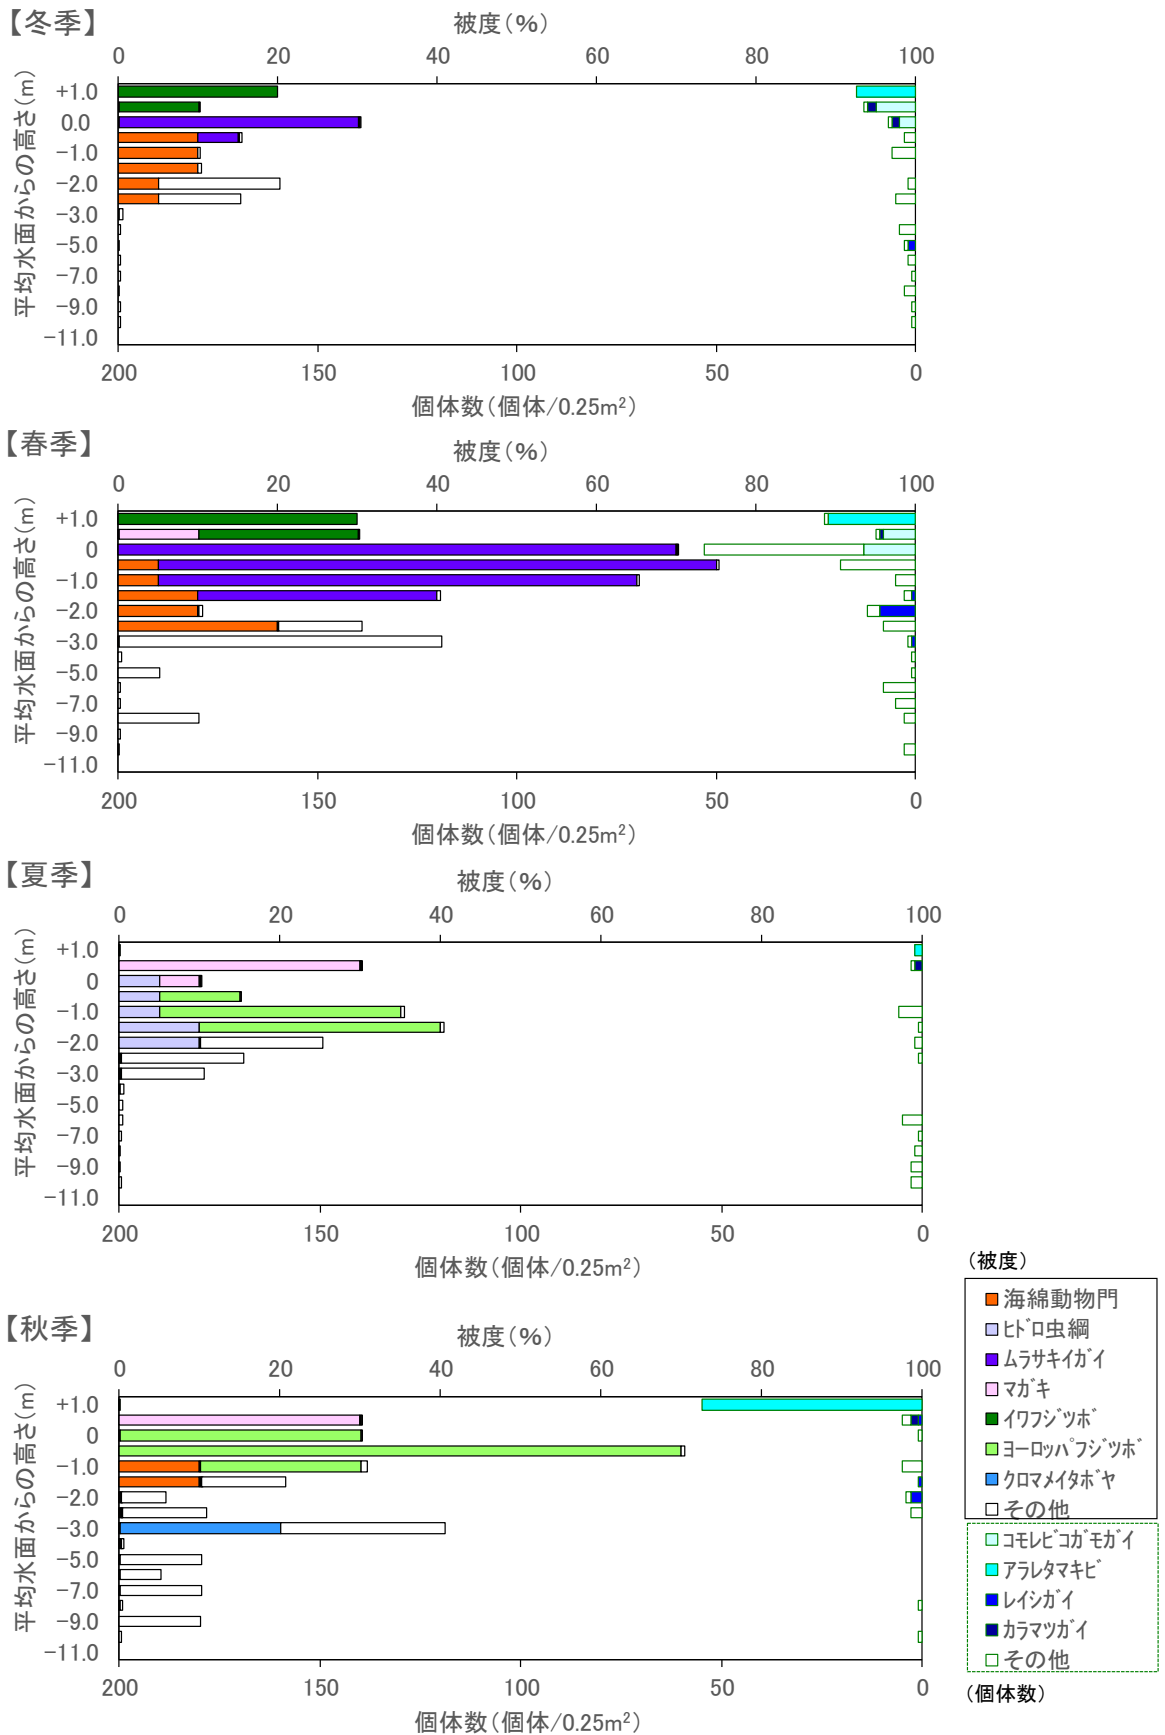 【冬季】
被度(%)
0 20 40 60 80 100
平均水面からの高さ(m)
+1.0
0.0
-1.0
-2.0
-3.0
-5.0
-7.0
-9.0
-11.0
200 150 100 50 0
個体数(個体/0.25m²)
【春季】
被度(%)
0 20 40 60 80 100
平均水面からの高さ(m)
+1.0
0
-1.0
-2.0
-3.0
-5.0
-7.0
-9.0
-11.0
200 150 100 50 0
個体数(個体/0.25m²)
【夏季】
被度(%)
0 20 40 60 80 100
平均水面からの高さ(m)
+1.0
0
-1.0
-2.0
-3.0
-5.0
-7.0
-9.0
-11.0
200 150 100 50 0
個体数(個体/0.25m²)
【秋季】
被度(%)
0 20 40 60 80 100
平均水面からの高さ(m)
+1.0
0
-1.0
-2.0
-3.0
-5.0
-7.0
-9.0
-11.0
200 150 100 50 0
個体数(個体/0.25m²)
(被度)
海綿動物門
ﾋﾄﾞﾛ虫綱
ﾑﾗｻｷｲｶﾞｲ
ﾏｶﾞｷ
ｲﾜﾌｼﾞﾂﾎﾞ
ﾖｰﾛｯﾊﾟﾌｼﾞﾂﾎﾞ
ｸﾛﾏﾒｲﾀﾎﾞﾔ
その他
ｺﾓﾚﾋﾞｺｶﾞﾓｶﾞｲ
ｱﾗﾚﾀﾏｷﾋﾞ
ﾚｲｼｶﾞｲ
ｶﾗﾏﾂｶﾞｲ
その他
(個体数)